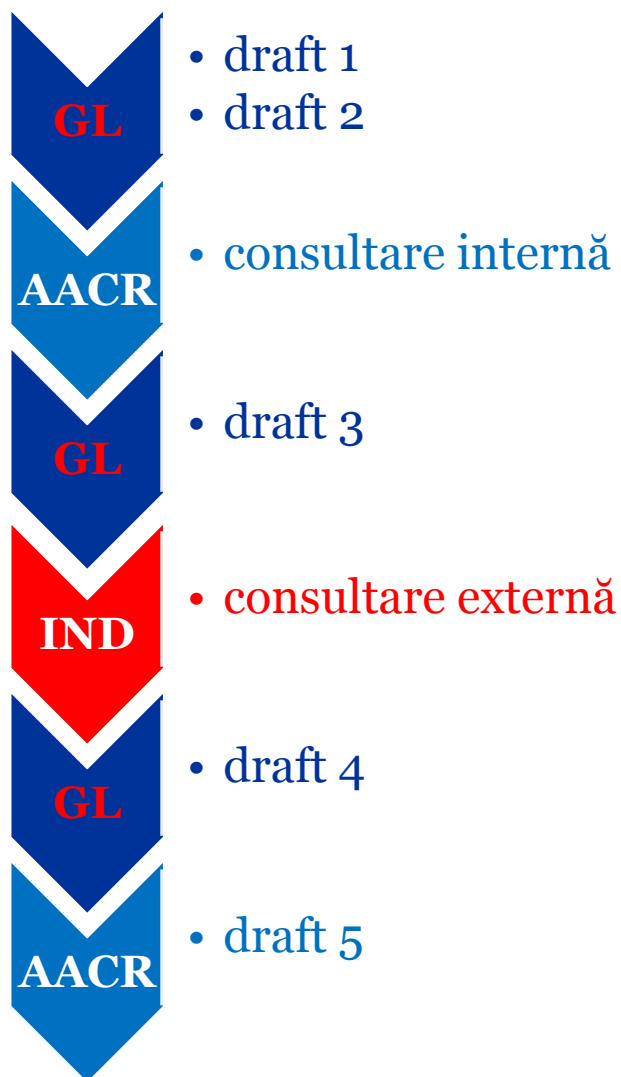 GL
• draft 1
• draft 2
AACR
• consultare internă
GL
• draft 3
IND
• consultare externă
GL
• draft 4
AACR
• draft 5